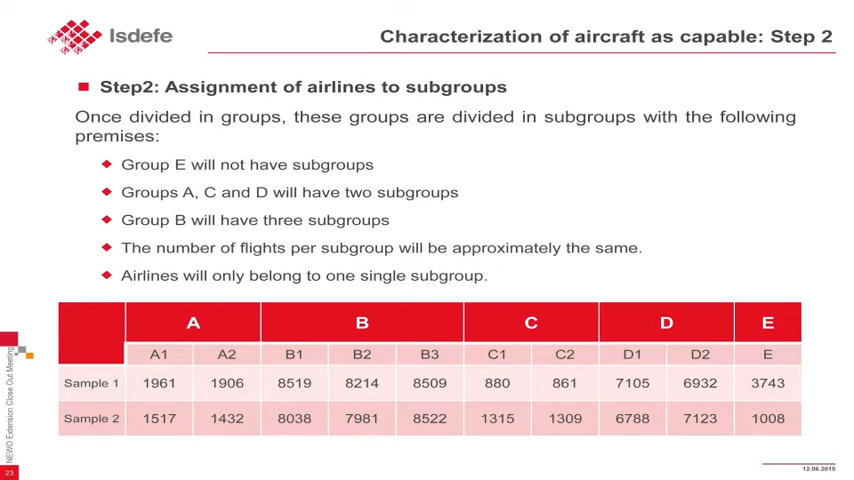 Isdefe
Characterization of aircraft as capable: Step 2
Step2: Assignment of airlines to subgroups
Once divided in groups, these groups are divided in subgroups with the following
premises:
Group E will not have subgroups
Groups A, C and D will have two subgroups
Group B will have three subgroups
The number of flights per subgroup will be approximately the same.
Airlines will only belong to one single subgroup.
A B C D E
A1 A2 B1 B2 B3 C1 C2 D1 D2 E
Sample 1 1961 1906 8519 8214 8509 880 861 7105 6932 3743
Sample 2 1517 1432 8038 7981 8522 1315 1309 6788 7123 1008
NEWO Extension Close Out Meeting
23
12.06.2015